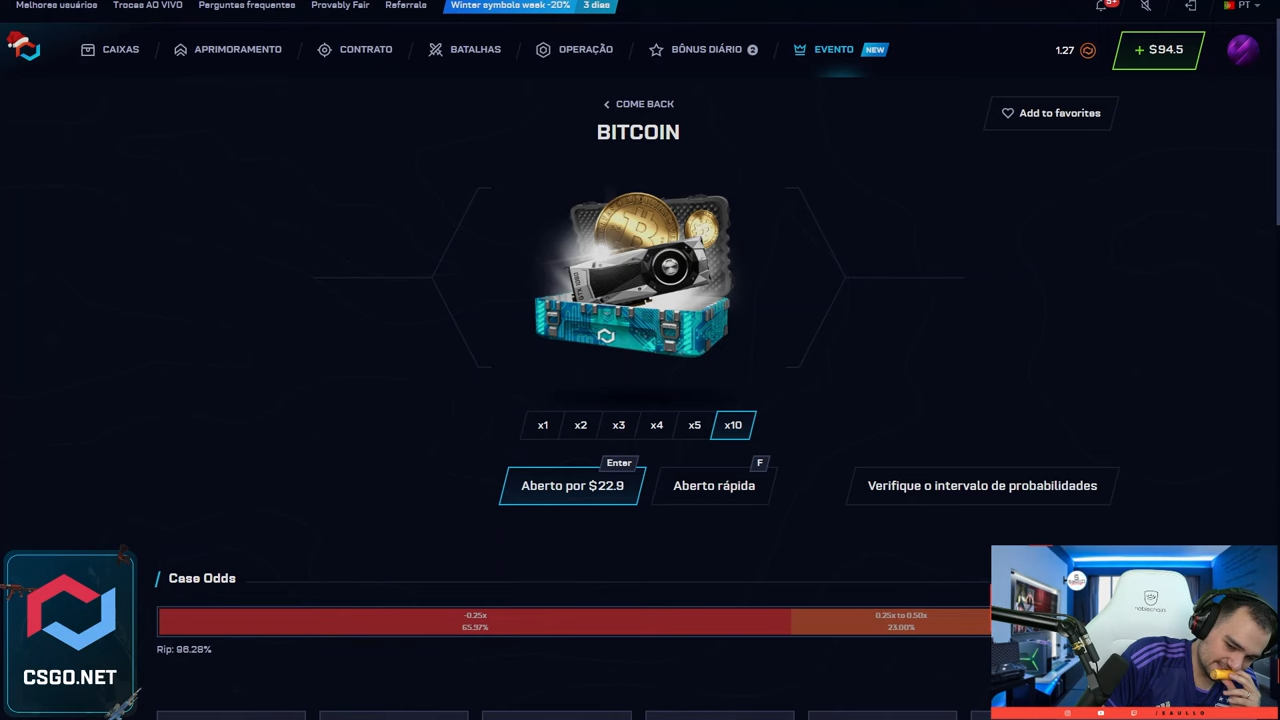 Melhores usuários Trocas AO VIVO Perguntas frequentes Provably Fair Referrals Winter symbols week -20% 3 dias 5+ PT
CAIXAS / APRIMORAMENTO / CONTRATO / BATALHAS / OPERAÇÃO / BÔNUS DIÁRIO 2 / EVENTO NEW 1.27 + $94.5
COME BACK
Add to favorites
BITCOIN
x1 x2 x3 x4 x5 x10
Enter F
Aberto por $22.9 Aberto rápida Verifique o intervalo de probabilidades
Case Odds
-0.25x 0.25x to 0.50x
65.97% 23.00%
Rip: 96.28%
CSGO.NET
/SAULLO